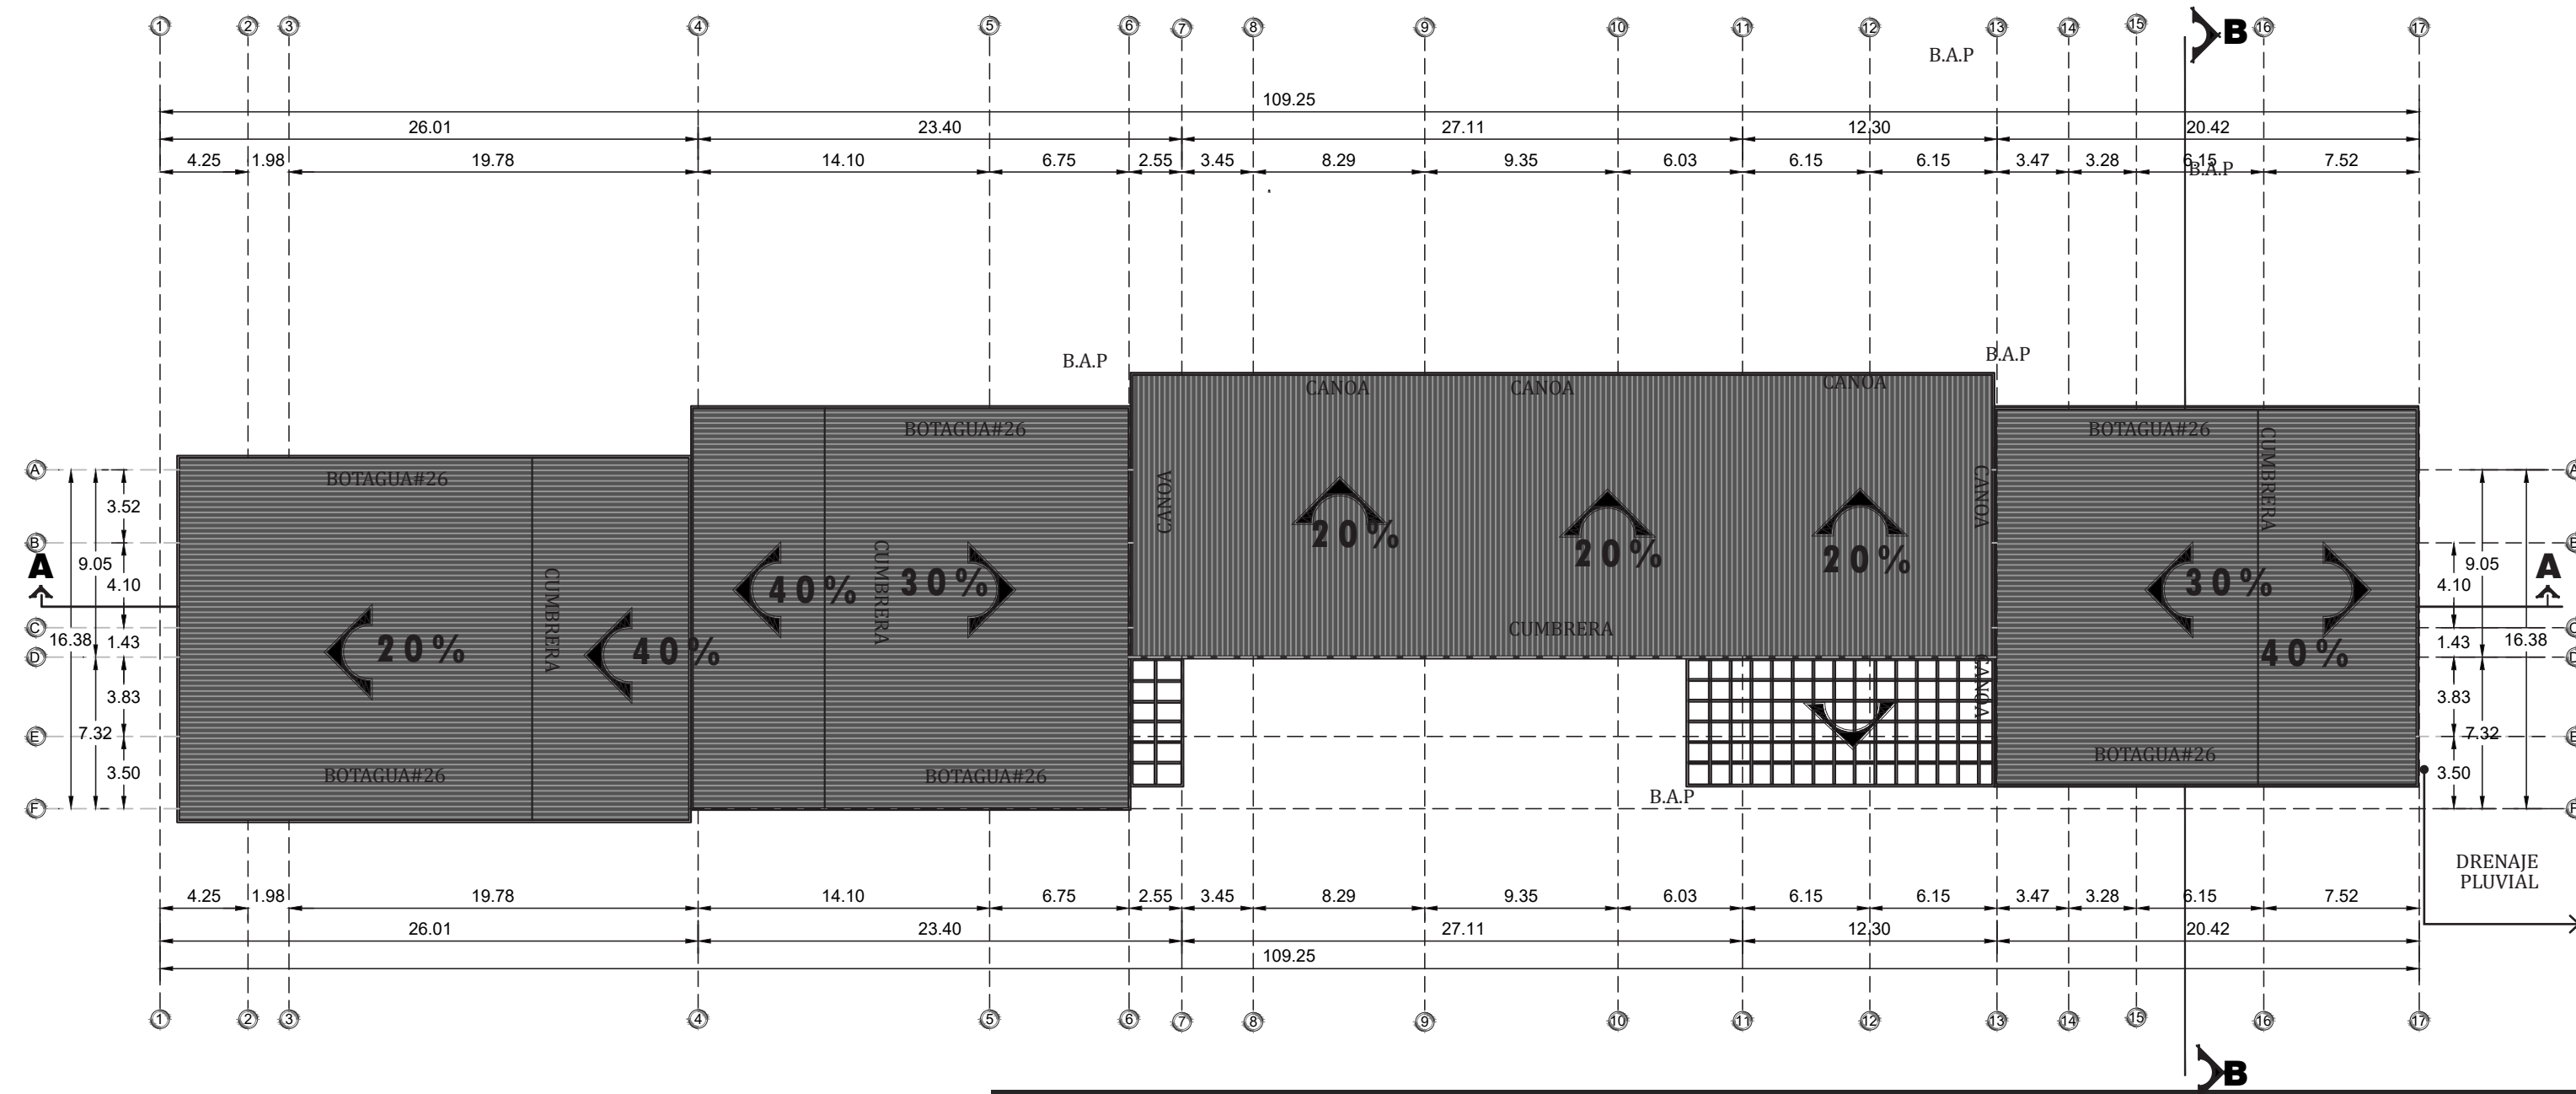 1 2 3 4 5 6 7 8 9 10 11 12 13 14 15 16 17
B
B.A.P
109.25
26.01 23.40 27.11 12.30 20.42
4.25 1.98 19.78 14.10 6.75 2.55 3.45 8.29 9.35 6.03 6.15 6.15 3.47 3.28 6.15 7.52
B.A.P
B.A.P
B.A.P
CANOA CANOA CANOA
BOTAGUA#26 BOTAGUA#26
BOTAGUA#26
CUMBRERA
CANOA
CANOA
A
3.52
B
A
9.05
4.10
C
16.38
1.43
D
3.83
E
7.32
3.50
F
20%
CUMBRERA
40%
40%
CUMBRERA
30%
20%
20%
20%
30%
40%
CUMBRERA
CANOA
BOTAGUA#26 BOTAGUA#26
BOTAGUA#26
B.A.P
A
B
A
9.05
4.10
C
1.43
16.38
D
3.83
E
7.32
3.50
F
DRENAJE
PLUVIAL
4.25 1.98 19.78 14.10 6.75 2.55 3.45 8.29 9.35 6.03 6.15 6.15 3.47 3.28 6.15 7.52
26.01 23.40 27.11 12.30 20.42
109.25
1 2 3 4 5 6 7 8 9 10 11 12 13 14 15 16 17
B